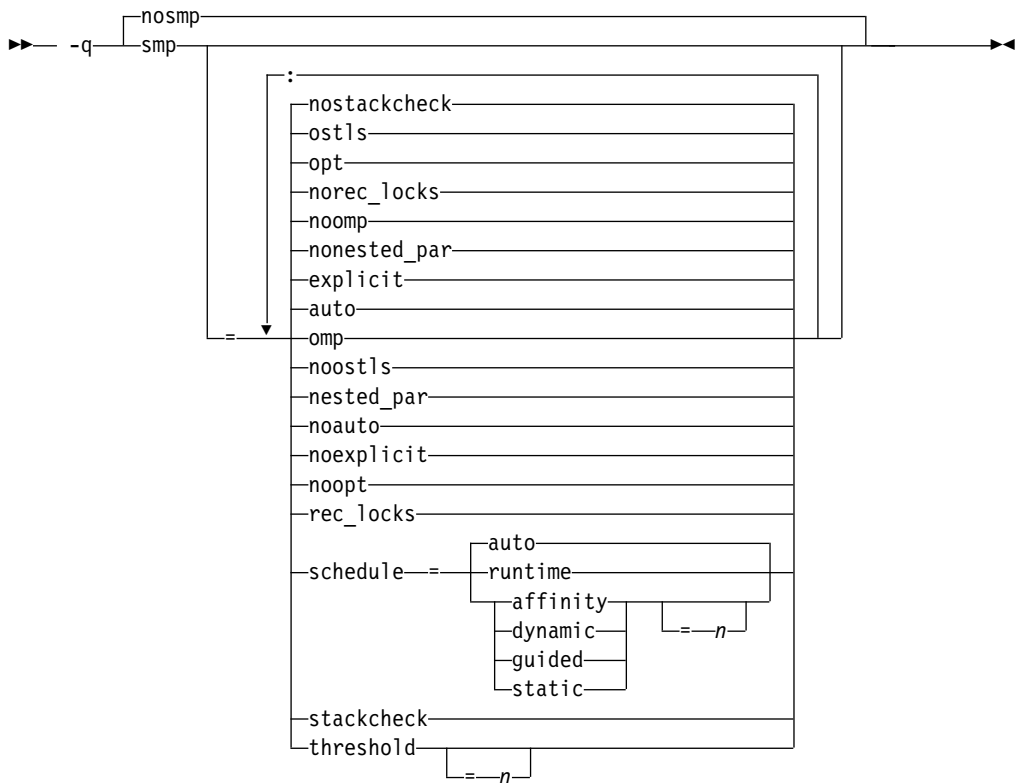 nosmp
-q smp
:
nostackcheck
ostls
opt
norec_locks
noomp
nonested_par
explicit
auto
= omp
noostls
nested_par
noauto
noexplicit
noopt
rec_locks
auto
schedule = runtime
affinity
= n
dynamic
guided
static
stackcheck
threshold
= n